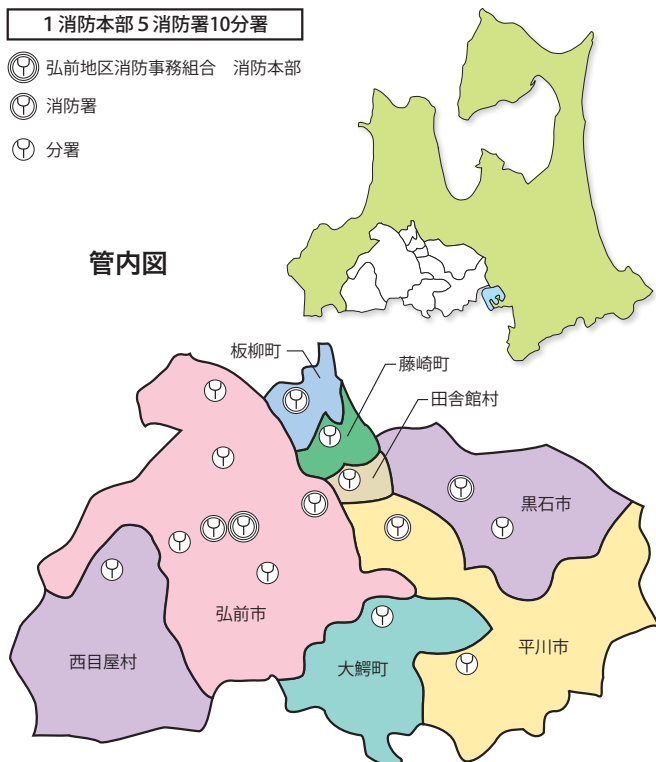 1消防本部5消防署10分署
弘前地区消防事務組合　消防本部
消防署
分署
管内図
板柳町
藤崎町
田舎館村
黒石市
弘前市
平川市
西目屋村
大鰐町